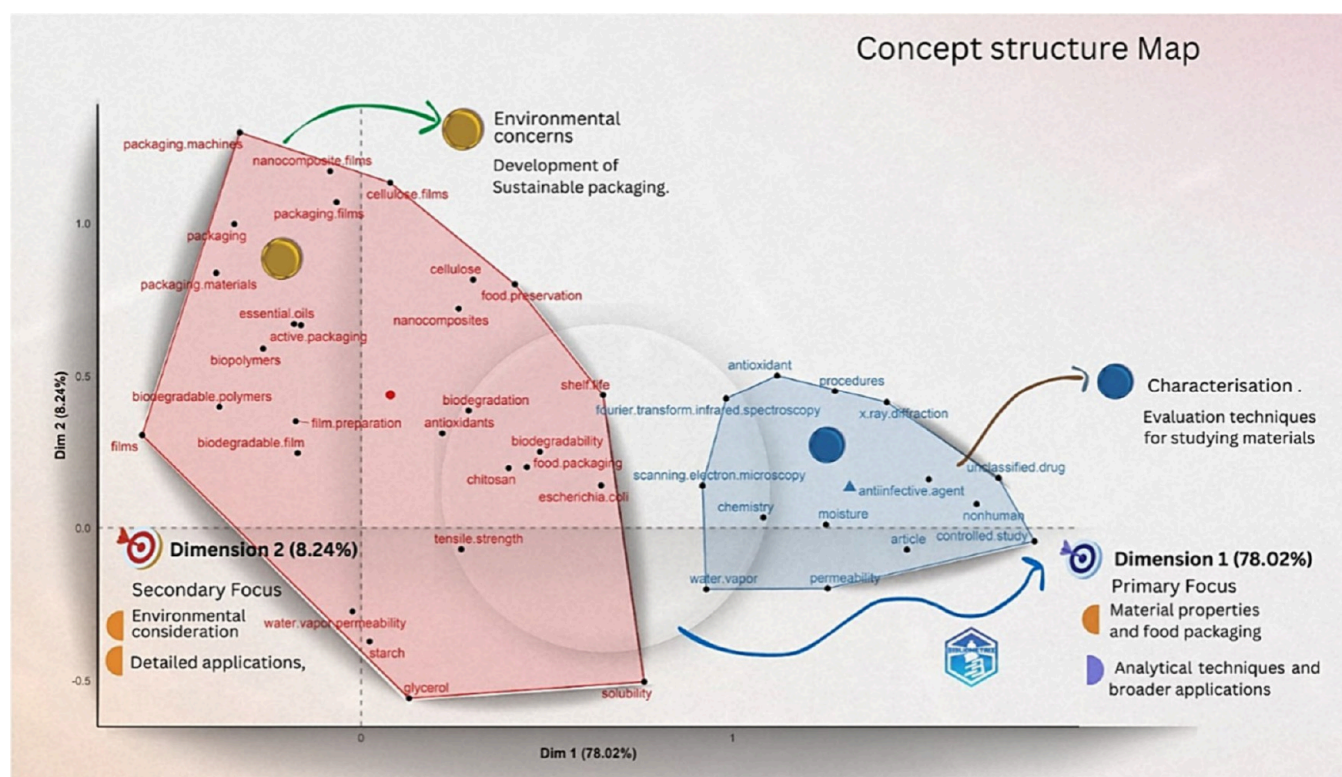 Concept structure Map
Environmental
concerns
Development of
Sustainable packaging.
packaging.machines
nanocomposite.films
cellulose.films
packaging.films
1.0
packaging
cellulose
packaging.materials
food.preservation
essential.oils
nanocomposites
active.packaging
biopolymers
0.5
antioxidant
procedures
shelf.life
biodegradable.polymers
biodegradation
fourier.transform.infrared.spectroscopy
x.ray.diffraction
film.preparation
antioxidants
films
biodegradable.film
biodegradability
food.packaging
chitosan
escherichia.coli
scanning.electron.microscopy
unclassified.drug
antiinfective.agent
chemistry
moisture
nonhuman
0.0
tensile.strength
article
controlled.study
water.vapor
permeability
water.vapor.permeability
starch
-0.5
glycerol
solubility
Dim 2 (8.24%)
0
1
Dim 1 (78.02%)
Characterisation .
Evaluation techniques
for studying materials
Dimension 2 (8.24%)
Secondary Focus
Environmental
consideration
Detailed applications,
Dimension 1 (78.02%)
Primary Focus
Material properties
and food packaging
Analytical techniques and
broader applications
BIBLIOMETRIX